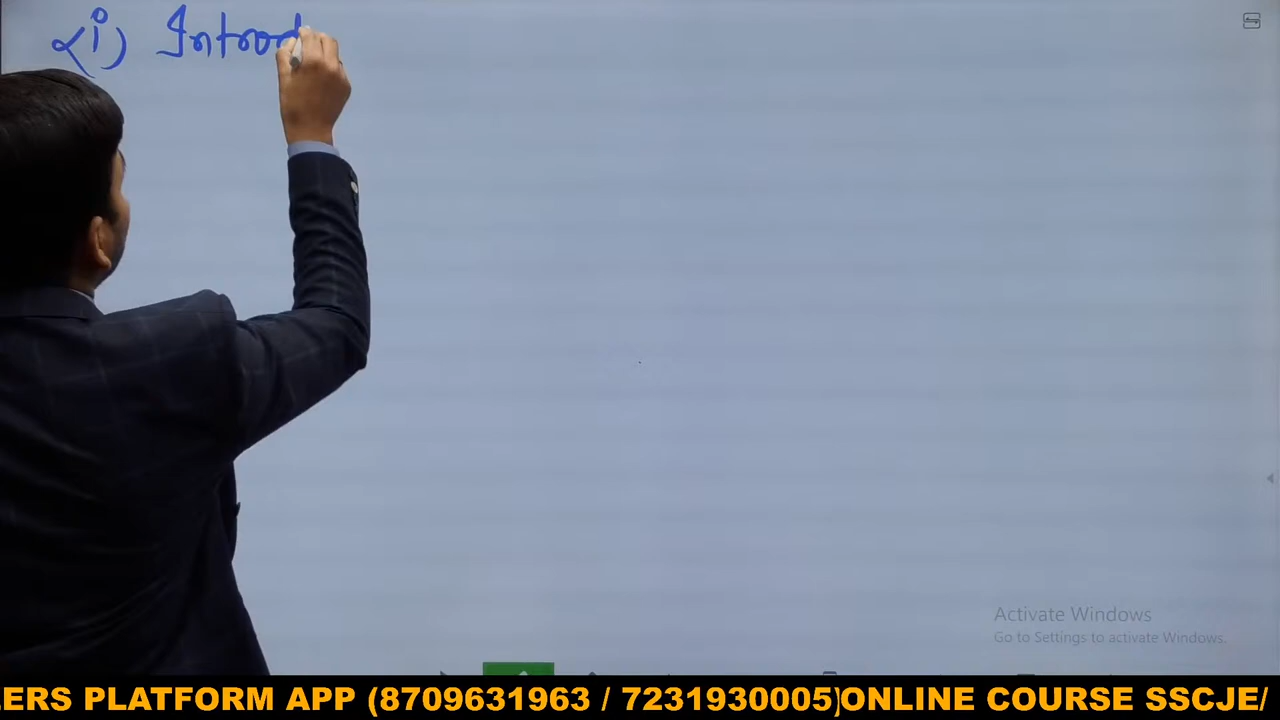 (i) Introd
Activate Windows
Go to Settings to activate Windows.
ERS PLATFORM APP (8709631963 / 7231930005)ONLINE COURSE SSCJE/